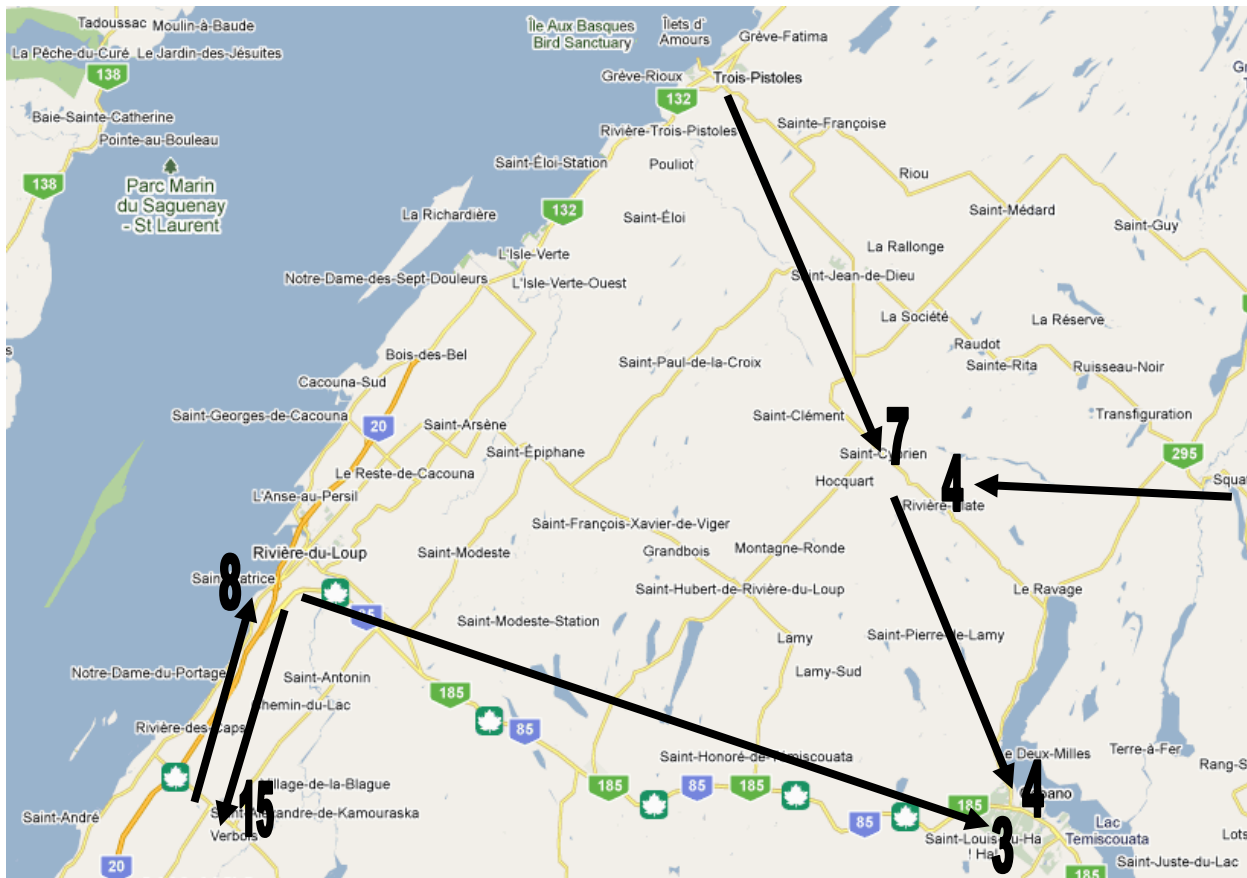 Tadoussac
Moulin-à-Baude
Île Aux Basques
Bird Sanctuary
Îlets d'
Amours
Grève-Fatima
La Pêche-du-Curé
Le Jardin-des-Jésuites
138
Grève-Rioux
Trois-Pistoles
132
Baie-Sainte-Catherine
Pointe-au-Bouleau
Rivière-Trois-Pistoles
Sainte-Françoise
Saint-Éloi-Station
Pouliot
Riou
138
Parc Marin
du Saguenay
- St Laurent
La Richardière
132
Saint-Éloi
Saint-Médard
Saint-Guy
L'Isle-Verte
La Rallonge
Notre-Dame-des-Sept-Douleurs
L'Isle-Verte-Ouest
Saint-Jean-de-Dieu
La Société
La Réserve
Raudot
Bois-des-Bel
Saint-Paul-de-la-Croix
Sainte-Rita
Ruisseau-Noir
Cacouna-Sud
Saint-Georges-de-Cacouna
20
Saint-Arsène
Saint-Clément
7
Transfiguration
Saint-Épiphane
Saint-Cyprien
295
Le Reste-de-Cacouna
Hocquart
4
L'Anse-au-Persil
Saint-François-Xavier-de-Viger
Rivière-du-Loup
Saint-Modeste
Grandbois
Montagne-Ronde
8
Saint-Hubert-de-Rivière-du-Loup
Le Ravage
85
Saint-Modeste-Station
Lamy
Saint-Pierre-de-Lamy
Notre-Dame-du-Portage
Saint-Antonin
Lamy-Sud
185
85
Rivière-des-Caps
Saint-Honoré-de-Témiscouata
Terre-à-Fer
Village-de-la-Blague
185
85
185
185
4
Saint-André
15
Saint-Alexandre-de-Kamouraska
85
Verbois
3
Lac
Témiscouata
20
Saint-Juste-du-Lac
185